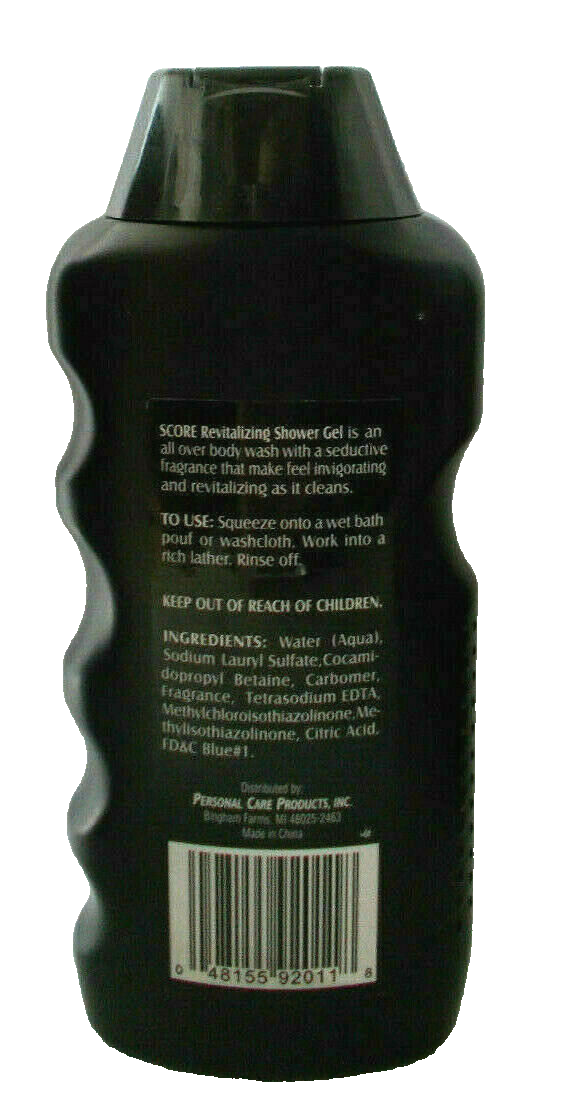 SCORE Revitalizing Shower Gel is an
all over body wash with a seductive
fragrance that make feel invigorating
and revitalizing as it cleans.
TO USE: Squeeze onto a wet bath
pouf or washcloth. Work into a
rich lather. Rinse off.
KEEP OUT OF REACH OF CHILDREN.
INGREDIENTS: Water (Aqua),
Sodium Lauryl Sulfate,Cocami-
dopropyl Betaine, Carbomer,
Fragrance, Tetrasodium EDTA,
Methylchloroisothiazolinone,Me-
thylisothiazolinone, Citric Acid,
FD&C Blue#1.
Distributed by:
PERSONAL CARE PRODUCTS, INC.
Bingham Farms, MI 48025-2463
Made in China
0 48155 92011 8